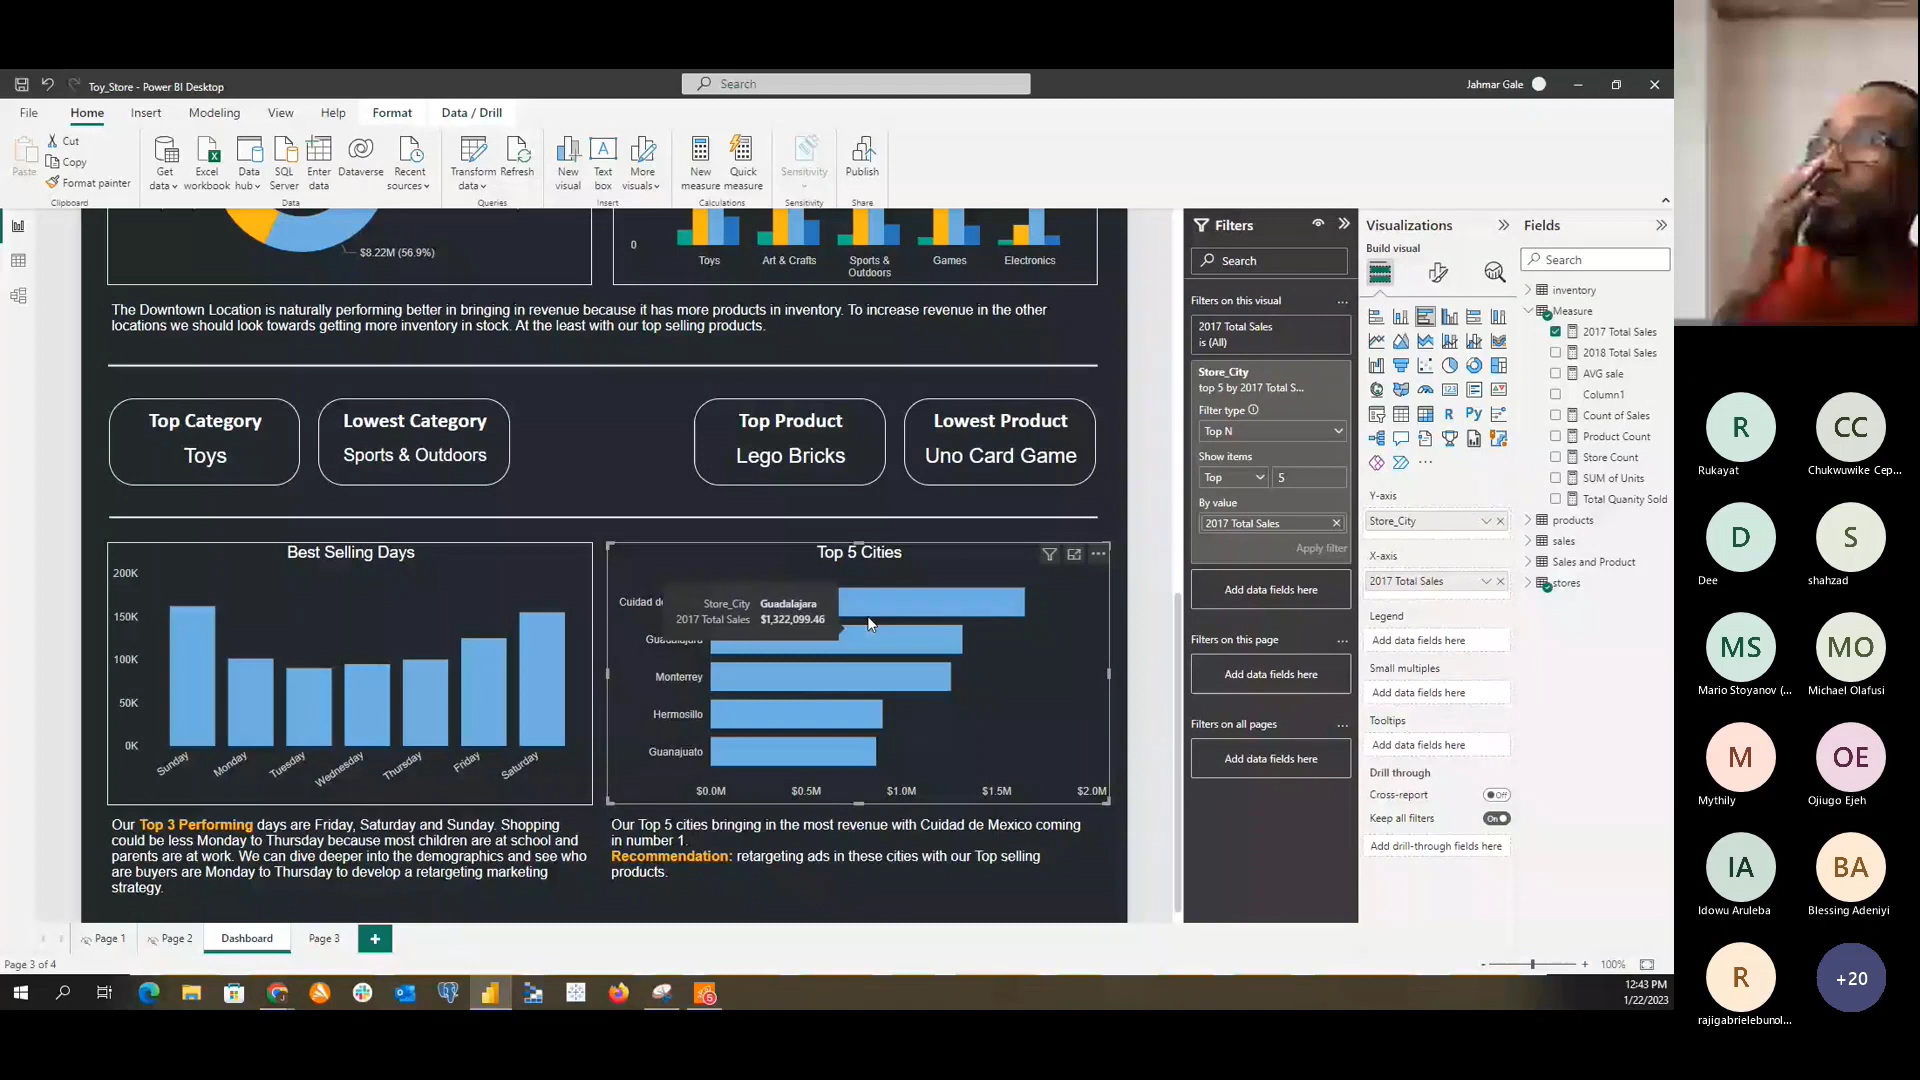 Toy_Store - Power BI Desktop
Search
Jahmar Gale
File
Home
Insert
Modeling
View
Help
Format
Data / Drill
Paste
Cut
Copy
Format painter
Clipboard
Get data
Excel workbook
Data hub
SQL Server
Enter data
Dataverse
Recent sources
Data
Transform data
Refresh
Queries
New visual
Text box
More visuals
Insert
New measure
Quick measure
Calculations
Sensitivity
Sensitivity
Publish
Share
$8.22M (56.9%)
0
Toys
Art & Crafts
Sports & Outdoors
Games
Electronics
The Downtown Location is naturally performing better in bringing in revenue because it has more products in inventory. To increase revenue in the other
locations we should look towards getting more inventory in stock. At the least with our top selling products.
Top Category
Toys
Lowest Category
Sports & Outdoors
Top Product
Lego Bricks
Lowest Product
Uno Card Game
Best Selling Days
200K
150K
100K
50K
0K
Sunday
Monday
Tuesday
Wednesday
Thursday
Friday
Saturday
Top 5 Cities
Cuidad de
Store_City Guadalajara
2017 Total Sales $1,322,099.46
Guadalajara
Monterrey
Hermosillo
Guanajuato
$0.0M
$0.5M
$1.0M
$1.5M
$2.0M
Our Top 3 Performing days are Friday, Saturday and Sunday. Shopping
could be less Monday to Thursday because most children are at school and
parents are at work. We can dive deeper into the demographics and see who
are buyers are Monday to Thursday to develop a retargeting marketing
strategy.
Our Top 5 cities bringing in the most revenue with Cuidad de Mexico coming
in number 1.
Recommendation: retargeting ads in these cities with our Top selling
products.
Filters
Search
Filters on this visual
...
2017 Total Sales
is (All)
Store_City
top 5 by 2017 Total S...
Filter type
Top N
Show items
Top
5
By value
2017 Total Sales
Apply filter
Add data fields here
Filters on this page
...
Add data fields here
Filters on all pages
...
Add data fields here
Visualizations
Build visual
123
R
Py
...
Y-axis
Store_City
X-axis
2017 Total Sales
Legend
Add data fields here
Small multiples
Add data fields here
Tooltips
Add data fields here
Drill through
Cross-report
Off
Keep all filters
On
Add drill-through fields here
Fields
Search
inventory
Measure
2017 Total Sales
2018 Total Sales
AVG sale
Column1
Count of Sales
Product Count
Store Count
SUM of Units
Total Quanity Sold
products
sales
Sales and Product
stores
Page 1
Page 2
Dashboard
Page 3
+
Page 3 of 4
- + 100%
5
12:43 PM
1/22/2023
R
Rukayat
CC
Chukwuwike Cep...
D
Dee
S
shahzad
MS
Mario Stoyanov (...
MO
Michael Olafusi
M
Mythily
OE
Ojiugo Ejeh
IA
Idowu Aruleba
BA
Blessing Adeniyi
R
rajigabrielebunol...
+20